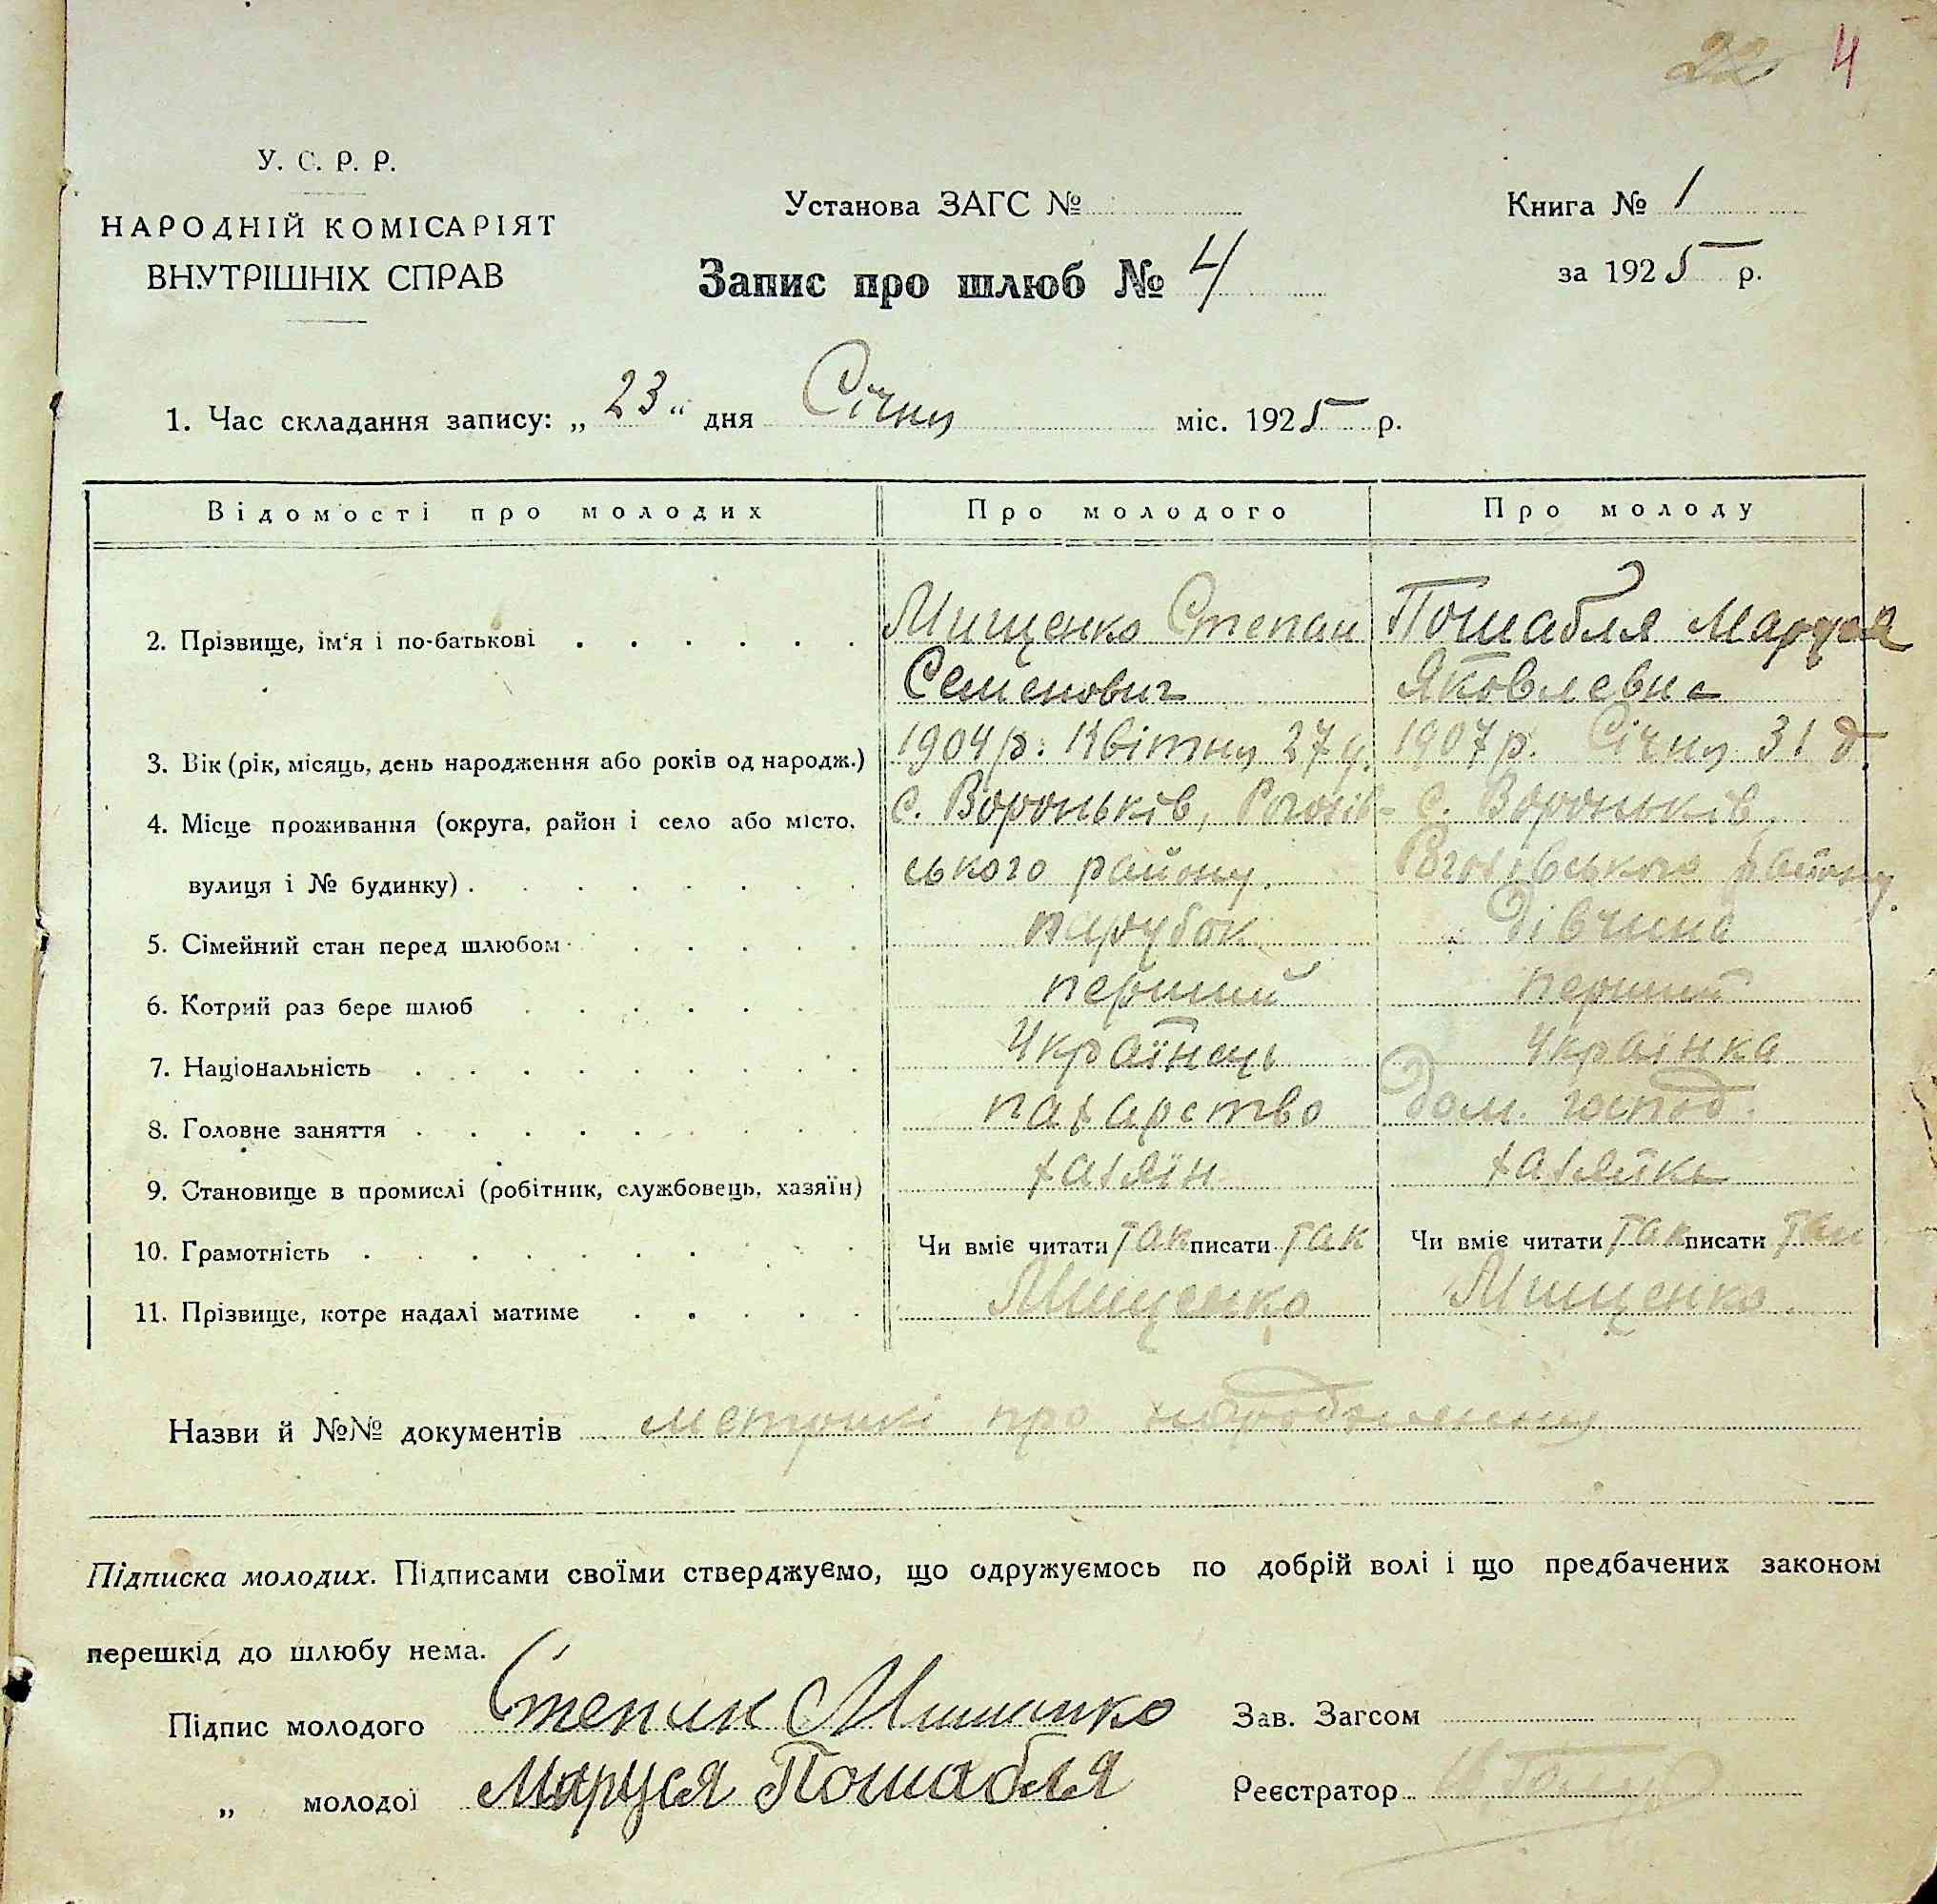 22 4
У. С. Р. Р.
НАРОДНІЙ КОМІСАРІЯТ
ВНУТРІШНІХ СПРАВ
Установа ЗАГС №
Запис про шлюб № 4
Книга № 1
за 1925 р.
1. Час складання запису: „23“ дня Січня міс. 1925 р.
Відомості про молодих Про молодого Про молоду
2. Прізвище, ім‘я і по-батькові Мищенко Степан Пошабля Маруся
Семенович Яковлевна
3. Вік (рік, місяць, день народження або років од народж.) 1904 р. Квітня 27 д. 1907 р. Січня 31 д.
4. Місце проживання (округа, район і село або місто, с. Вороньків, Рогозів- с. Вороньків,
вулиця і № будинку) ського району. Рогозівського району.
5. Сімейний стан перед шлюбом парубок дівчина
6. Котрий раз бере шлюб перший перший
7. Національність Українець Українка
8. Головне заняття пахарство Дом. господ.
9. Становище в промислі (робітник, службовець, хазяїн) хазяїн хазяйка
10. Грамотність Чи вміє читати так писати так Чи вміє читати так писати так
11. Прізвище, котре надалі матиме Мищенко Мищенко.
Назви й №№ документів метрикі про народження
Підписка молодих. Підписами своїми стверджуємо, що одружуємось по добрій волі і що предбачених законом
перешкід до шлюбу нема.
Підпис молодого Степан Мишенко Зав. Загсом
„ молодої Маруся Пошабля Реєстратор